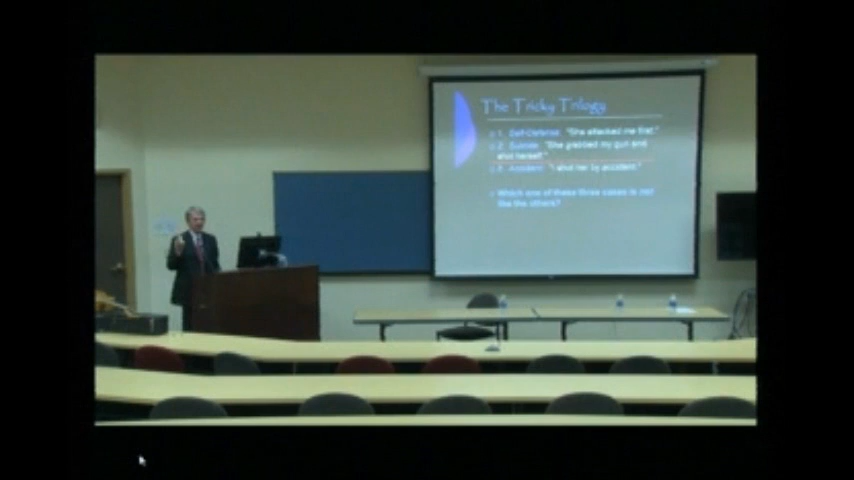 The Tricky Trilogy
1. Self-Defense "She attacked me first."
2. Suicide "She grabbed my gun and
shot herself."
3. Accident "I shot her by accident."
Which one of these three cases is not
like the others?